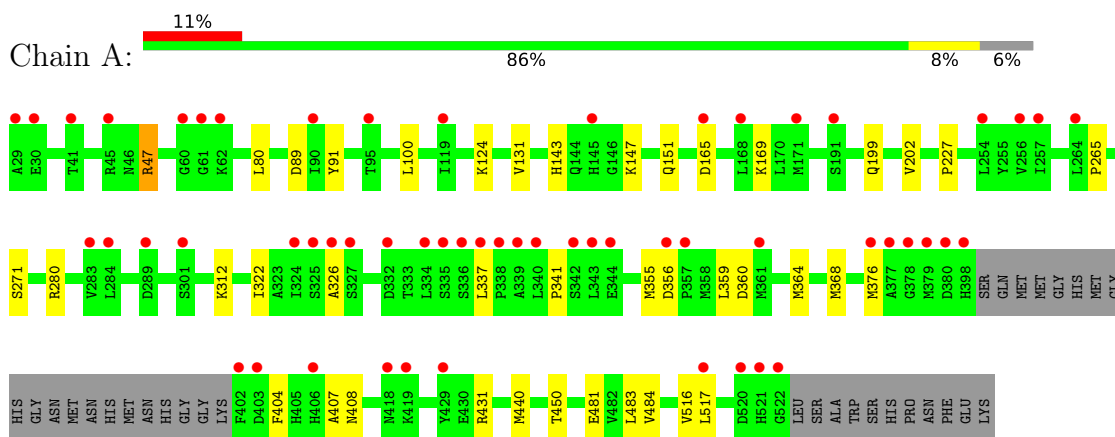 11%
Chain A:
86% 8% 6%
A29 E30 T41 R45 N46 R47 G60 G61 K62 L80 D89 I90 Y91 T95 L100 I119 K124 V131 H143 Q144 H145 G146 K147 Q151 D165 L168 K169 L170 M171 S191 Q199 V202 P227 L254 Y255 V256 I257 L264 P265
S271 R280 V283 L284 D289 S301 K312 I322 A323 I324 S325 A326 S327 D332 T333 L334 S335 S336 L337 P338 A339 L340 P341 S342 L343 E344 M355 D356 P357 M358 L359 D360 M361 M364 M368 M376 A377 G378 M379 D380 H398 SER GLN MET MET GLY HIS MET GLY
HIS GLY ASN MET ASN HIS MET ASN HIS GLY GLY LYS F402 D403 F404 H405 H406 A407 N408 N418 K419 Y429 E430 R431 M440 T450 E481 V482 L483 V484 V516 L517 D520 H521 G522 LEU SER ALA TRP SER HIS PRO ASN PHE GLU LYS